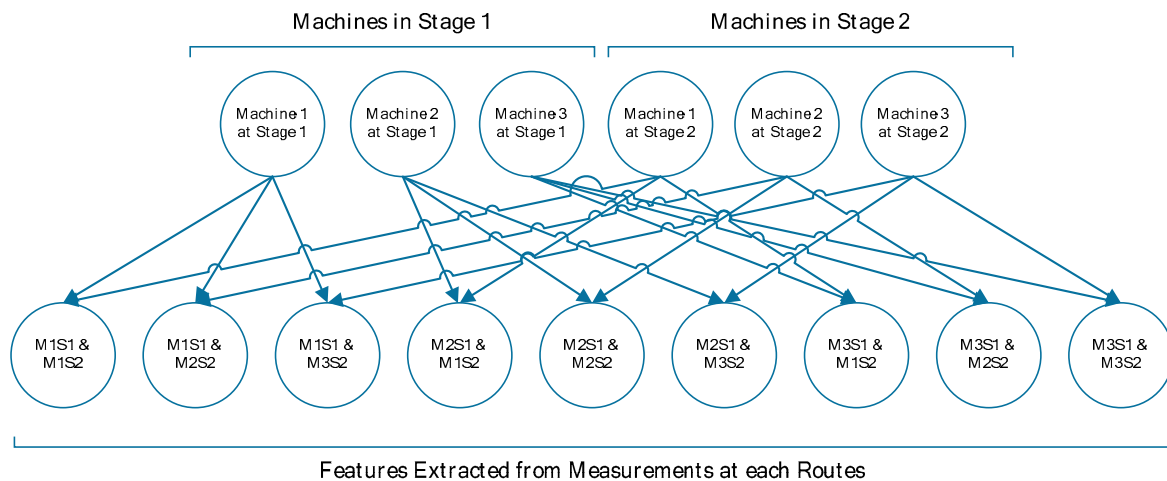 Machines in Stage 1
Machines in Stage 2
Machine 1
at Stage 1
Machine 2
at Stage 1
Machine 3
at Stage 1
Machine 1
at Stage 2
Machine 2
at Stage 2
Machine 3
at Stage 2
M1S1 &
M1S2
M1S1 &
M2S2
M1S1 &
M3S2
M2S1 &
M1S2
M2S1 &
M2S2
M2S1 &
M3S2
M3S1 &
M1S2
M3S1 &
M2S2
M3S1 &
M3S2
Features Extracted from Measurements at each Routes